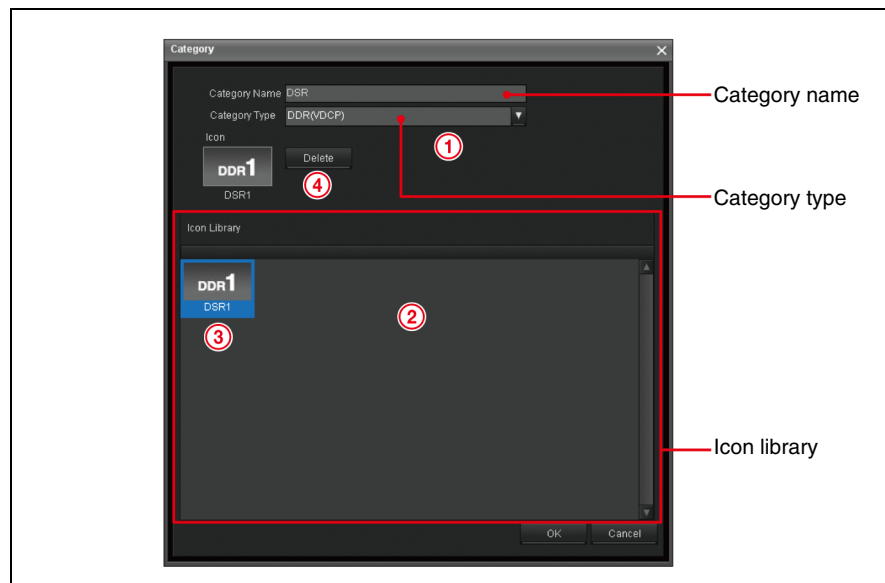 Category
Category Name DSR
Category name
Category Type DDR(VDCP)
1
Icon
DDR1
Delete
4
DSR1
Category type
Icon Library
DDR1
DSR1
3
2
Icon library
OK Cancel